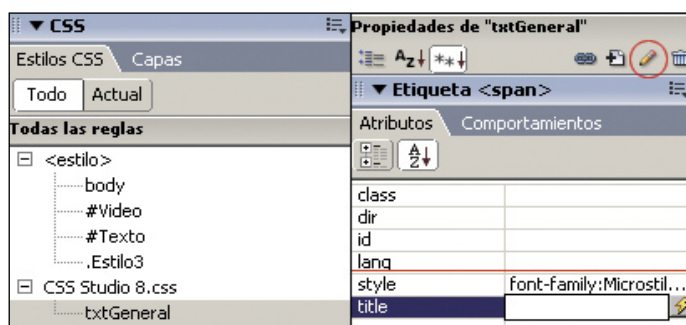 CSS
Estilos CSS Capas
Todo Actual
Todas las reglas
<estilo>
body
#Video
#Texto
.Estilo3
CSS Studio 8.css
txtGeneral
Propiedades de "txtGeneral"
Az **
Etiqueta <span>
Atributos Comportamientos
AZ
class
dir
id
lang
style font-family:Microstil...
title